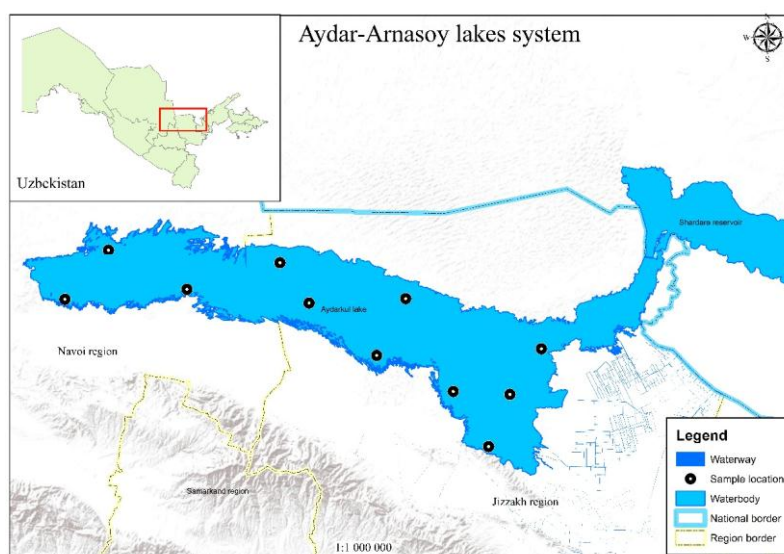 Aydar-Arnasoy lakes system
N
W
E
S
Uzbekistan
Shardara reservoir
Aydarkul lake
Navoi region
Samarkand region
Jizzakh region
1:1 000 000
Legend
Waterway
Sample location
Waterbody
National border
Region border